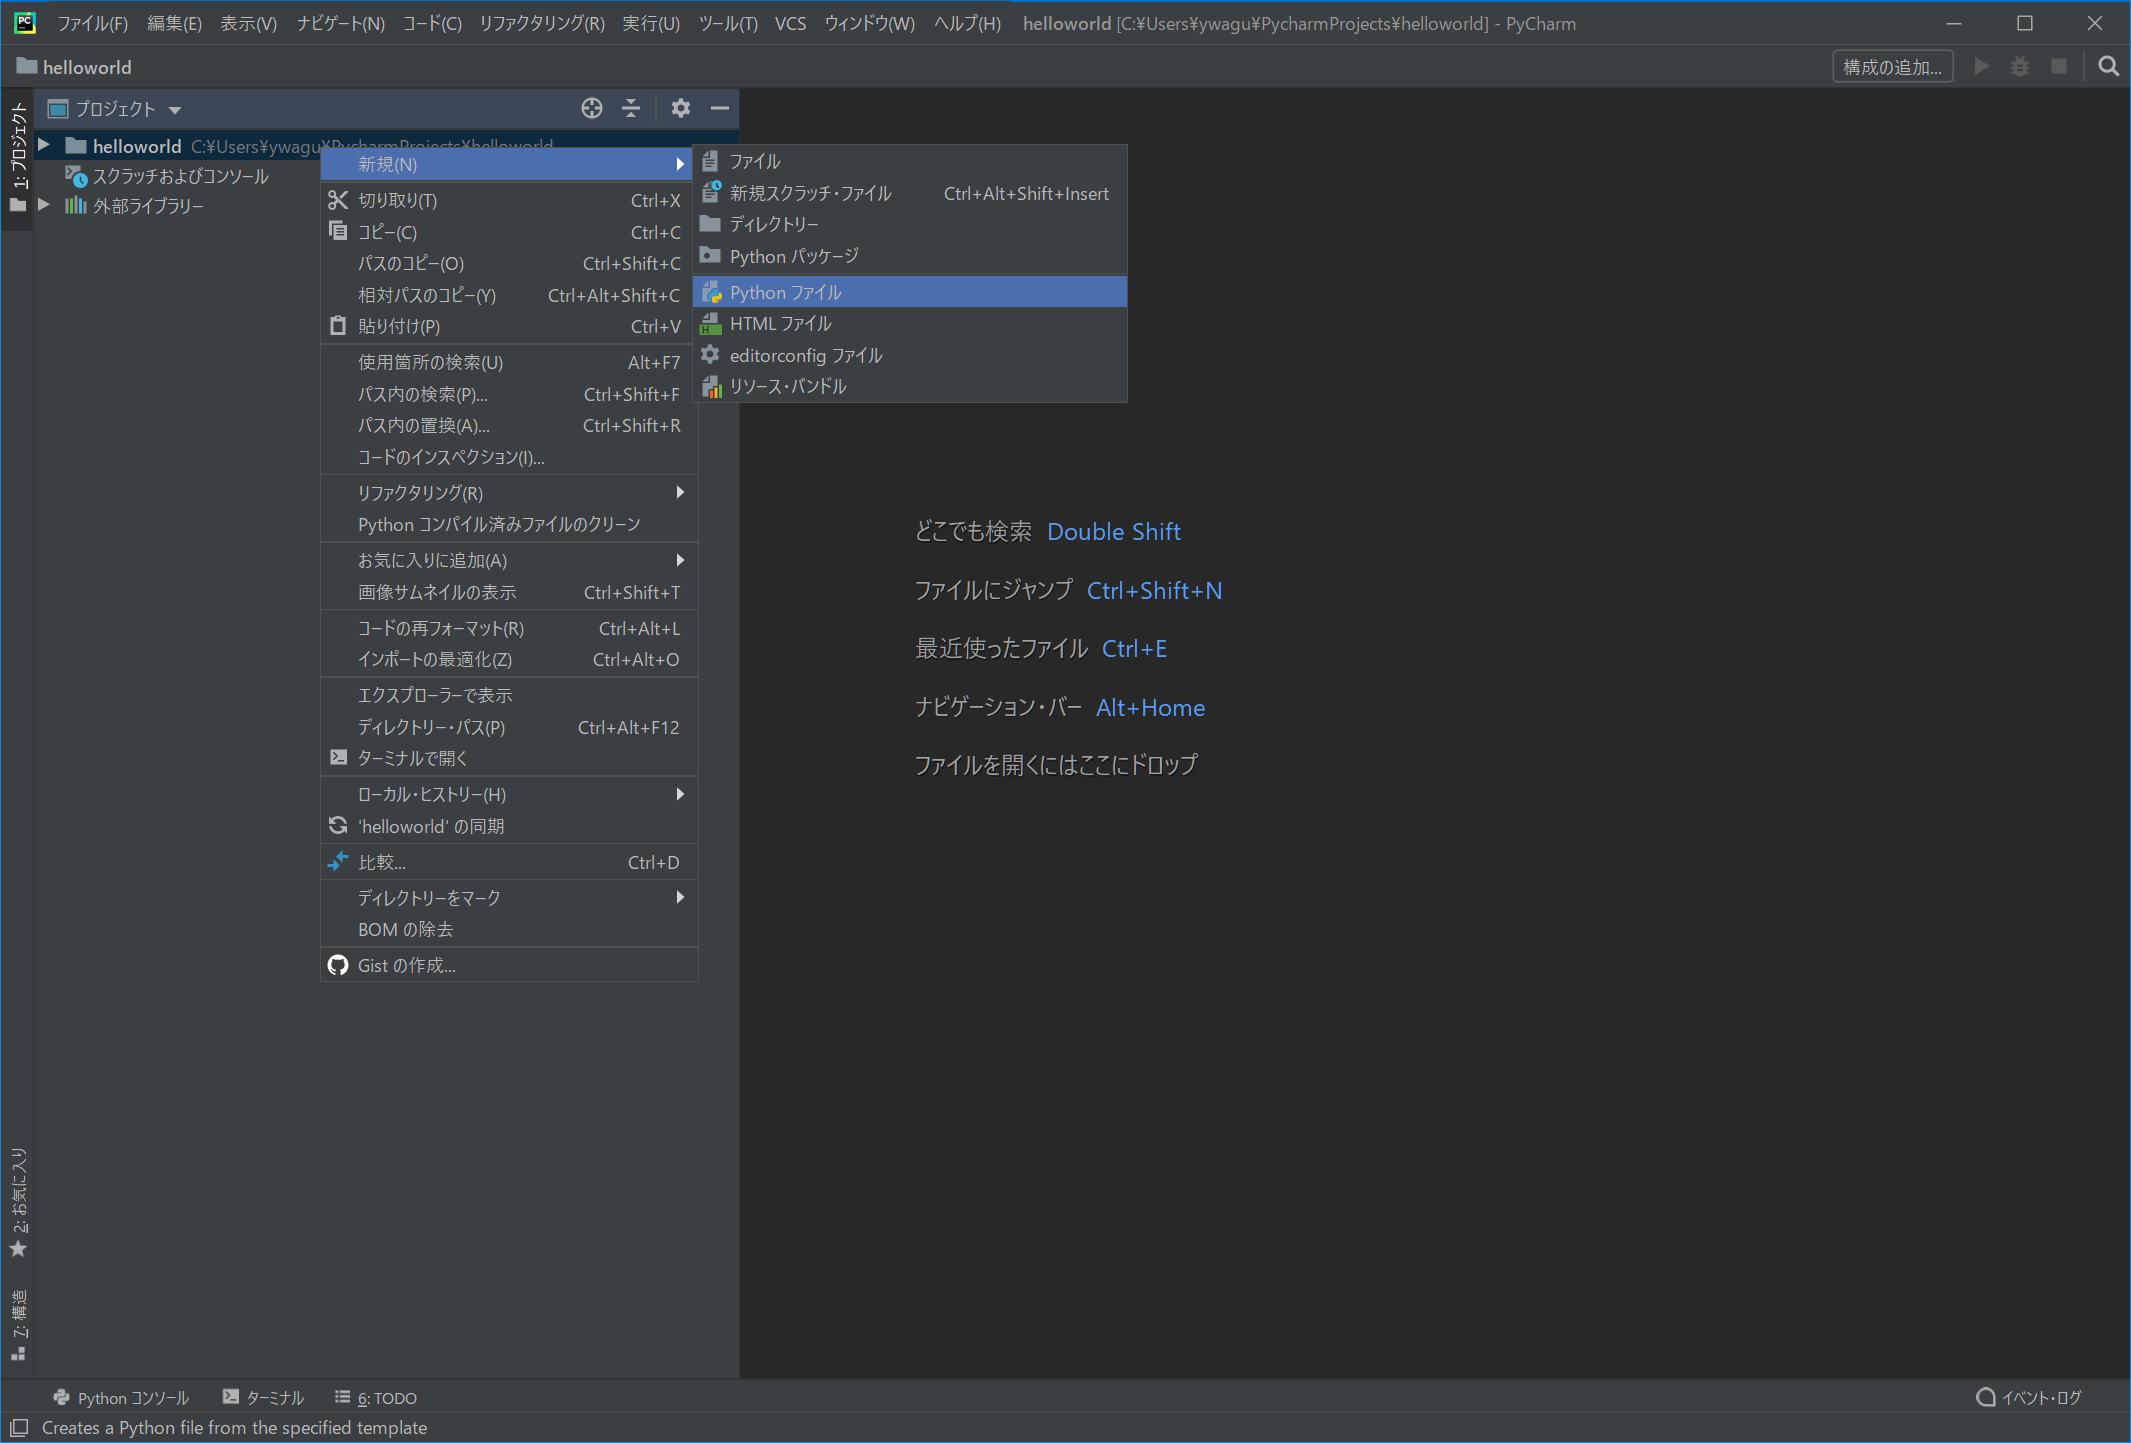 PC ファイル(F) 編集(E) 表示(V) ナビゲート(N) コード(C) リファクタリング(R) 実行(U) ツール(T) VCS ウィンドウ(W) ヘルプ(H) helloworld [C:¥Users¥ywagu¥PycharmProjects¥helloworld] - PyCharm
helloworld 構成の追加...
プロジェクト
1: プロジェクト
helloworld C:¥Users¥ywagu¥PycharmProjects¥helloworld
スクラッチおよびコンソール
外部ライブラリー
新規(N)
切り取り(T) Ctrl+X
コピー(C) Ctrl+C
パスのコピー(O) Ctrl+Shift+C
相対パスのコピー(Y) Ctrl+Alt+Shift+C
貼り付け(P) Ctrl+V
使用箇所の検索(U) Alt+F7
パス内の検索(P)... Ctrl+Shift+F
パス内の置換(A)... Ctrl+Shift+R
コードのインスペクション(I)...
リファクタリング(R)
Python コンパイル済みファイルのクリーン
お気に入りに追加(A)
画像サムネイルの表示 Ctrl+Shift+T
コードの再フォーマット(R) Ctrl+Alt+L
インポートの最適化(Z) Ctrl+Alt+O
エクスプローラーで表示
ディレクトリー・パス(P) Ctrl+Alt+F12
ターミナルで開く
ローカル・ヒストリー(H)
'helloworld' の同期
比較... Ctrl+D
ディレクトリーをマーク
BOM の除去
Gist の作成...
ファイル
新規スクラッチ・ファイル Ctrl+Alt+Shift+Insert
ディレクトリー
Python パッケージ
Python ファイル
HTML ファイル
editorconfig ファイル
リソース・バンドル
どこでも検索 Double Shift
ファイルにジャンプ Ctrl+Shift+N
最近使ったファイル Ctrl+E
ナビゲーション・バー Alt+Home
ファイルを開くにはここにドロップ
2: お気に入り
7: 構造
Python コンソール ターミナル 6: TODO イベント・ログ
Creates a Python file from the specified template